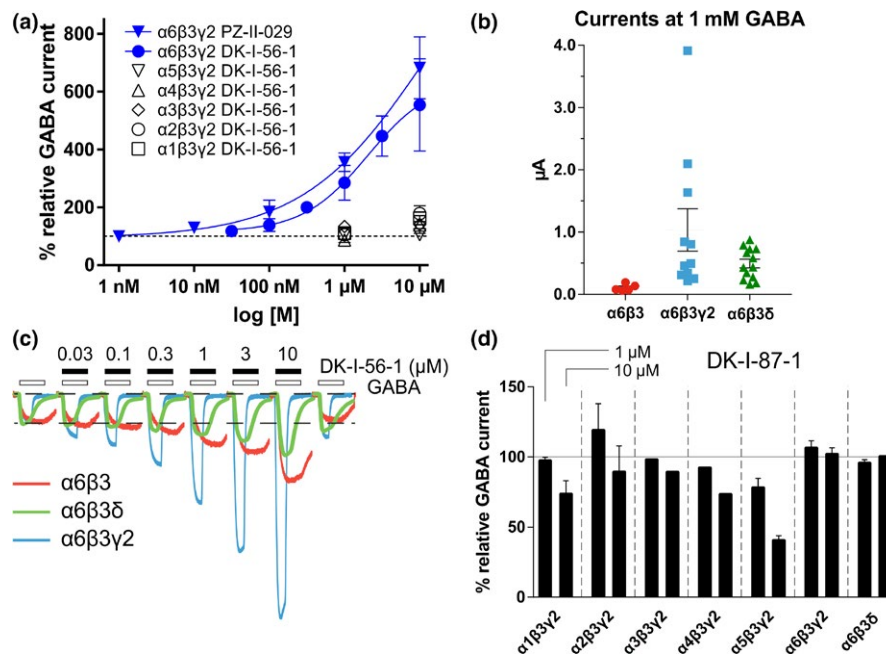 (a)
α6β3γ2 PZ-II-029
α6β3γ2 DK-I-56-1
α5β3γ2 DK-I-56-1
α4β3γ2 DK-I-56-1
α3β3γ2 DK-I-56-1
α2β3γ2 DK-I-56-1
α1β3γ2 DK-I-56-1
% relative GABA current
800
600
400
200
0
1 nM 10 nM 100 nM 1 µM 10 µM
log [M]
(b)
Currents at 1 mM GABA
µA
4.0
3.0
2.0
1.0
0.0
α6β3 α6β3γ2 α6β3δ
(c)
0.03 0.1 0.3 1 3 10 DK-I-56-1 (µM)
GABA
α6β3
α6β3δ
α6β3γ2
(d)
1 µM
10 µM
DK-I-87-1
% relative GABA current
150
100
50
0
α1β3γ2 α2β3γ2 α3β3γ2 α4β3γ2 α5β3γ2 α6β3γ2 α6β3δ